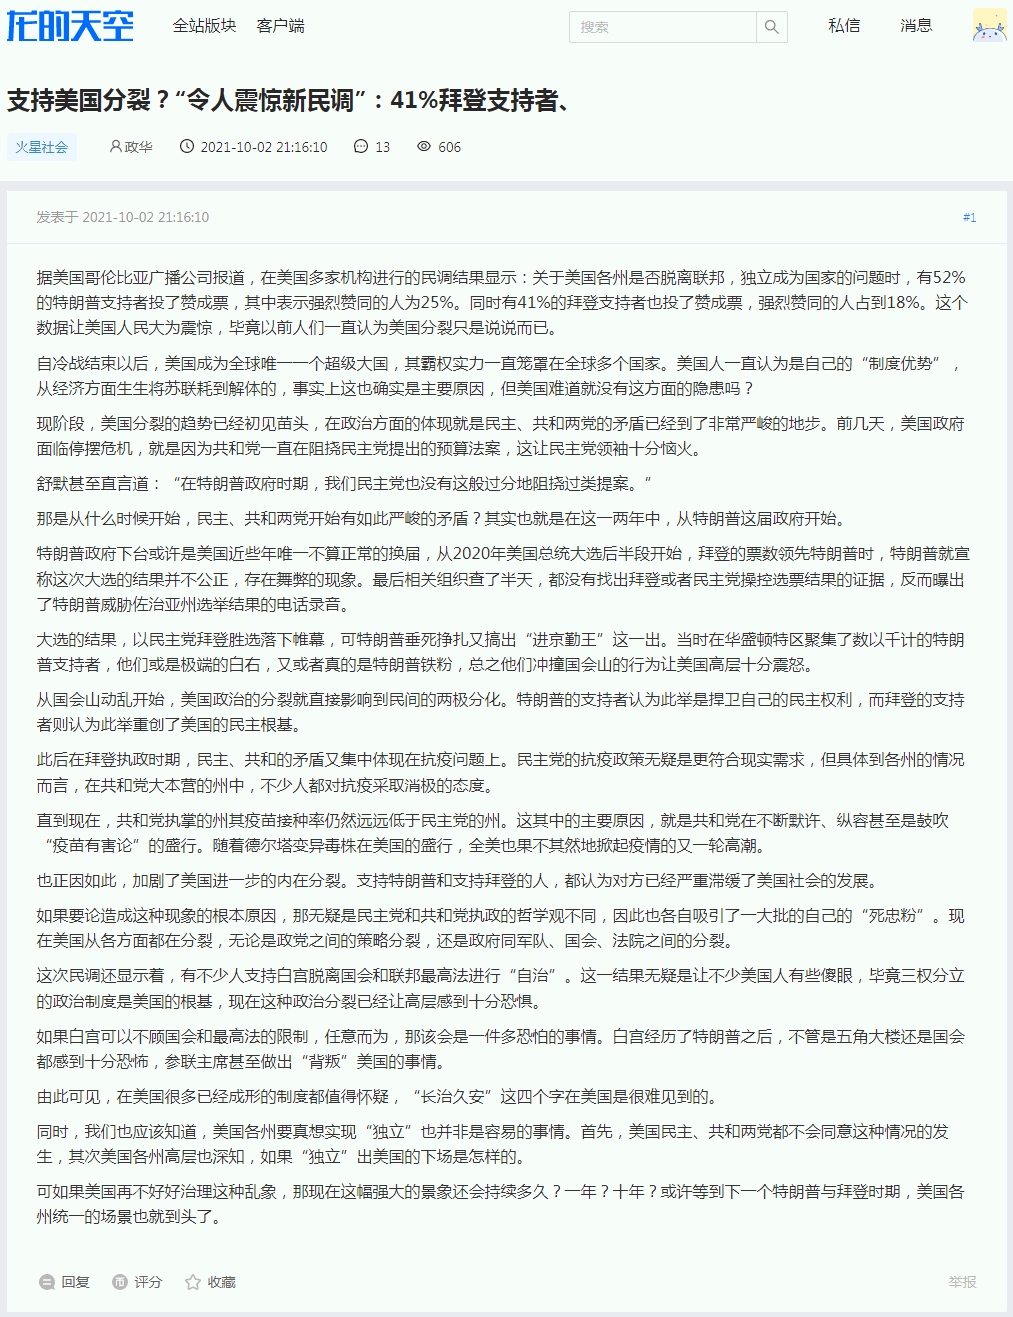 龙的天空 全站版块 客户端 搜索 私信 消息
支持美国分裂？“令人震惊新民调”：41%拜登支持者、
火星社会 政华 2021-10-02 21:16:10 13 606
发表于 2021-10-02 21:16:10 #1
据美国哥伦比亚广播公司报道，在美国多家机构进行的民调结果显示：关于美国各州是否脱离联邦，独立成为国家的问题时，有52%
的特朗普支持者投了赞成票，其中表示强烈赞同的人为25%。同时有41%的拜登支持者也投了赞成票，强烈赞同的人占到18%。这个
数据让美国人民大为震惊，毕竟以前人们一直认为美国分裂只是说说而已。
自冷战结束以后，美国成为全球唯一一个超级大国，其霸权实力一直笼罩在全球多个国家。美国人一直认为是自己的“制度优势”，
从经济方面生生将苏联耗到解体的，事实上这也确实是主要原因，但美国难道就没有这方面的隐患吗？
现阶段，美国分裂的趋势已经初见苗头，在政治方面的体现就是民主、共和两党的矛盾已经到了非常严峻的地步。前几天，美国政府
面临停摆危机，就是因为共和党一直在阻挠民主党提出的预算法案，这让民主党领袖十分恼火。
舒默甚至直言道：“在特朗普政府时期，我们民主党也没有这般过分地阻挠过类提案。”
那是从什么时候开始，民主、共和两党开始有如此严峻的矛盾？其实也就是在这一两年中，从特朗普这届政府开始。
特朗普政府下台或许是美国近些年唯一不算正常的换届，从2020年美国总统大选后半段开始，拜登的票数领先特朗普时，特朗普就宣
称这次大选的结果并不公正，存在舞弊的现象。最后相关组织查了半天，都没有找出拜登或者民主党操控选票结果的证据，反而曝出
了特朗普威胁佐治亚州选举结果的电话录音。
大选的结果，以民主党拜登胜选落下帷幕，可特朗普垂死挣扎又搞出“进京勤王”这一出。当时在华盛顿特区聚集了数以千计的特朗
普支持者，他们或是极端的白右，又或者真的是特朗普铁粉，总之他们冲撞国会山的行为让美国高层十分震怒。
从国会山动乱开始，美国政治的分裂就直接影响到民间的两极分化。特朗普的支持者认为此举是捍卫自己的民主权利，而拜登的支持
者则认为此举重创了美国的民主根基。
此后在拜登执政时期，民主、共和的矛盾又集中体现在抗疫问题上。民主党的抗疫政策无疑是更符合现实需求，但具体到各州的情况
而言，在共和党大本营的州中，不少人都对抗疫采取消极的态度。
直到现在，共和党执掌的州其疫苗接种率仍然远远低于民主党的州。这其中的主要原因，就是共和党在不断默许、纵容甚至是鼓吹
“疫苗有害论”的盛行。随着德尔塔变异毒株在美国的盛行，全美也果不其然地掀起疫情的又一轮高潮。
也正因如此，加剧了美国进一步的内在分裂。支持特朗普和支持拜登的人，都认为对方已经严重滞缓了美国社会的发展。
如果要论造成这种现象的根本原因，那无疑是民主党和共和党执政的哲学观不同，因此也各自吸引了一大批的自己的“死忠粉”。现
在美国从各方面都在分裂，无论是政党之间的策略分裂，还是政府同军队、国会、法院之间的分裂。
这次民调还显示着，有不少人支持白宫脱离国会和联邦最高法进行“自治”。这一结果无疑是让不少美国人有些傻眼，毕竟三权分立
的政治制度是美国的根基，现在这种政治分裂已经让高层感到十分恐惧。
如果白宫可以不顾国会和最高法的限制，任意而为，那该会是一件多恐怕的事情。白宫经历了特朗普之后，不管是五角大楼还是国会
都感到十分恐怖，参联主席甚至做出“背叛”美国的事情。
由此可见，在美国很多已经成形的制度都值得怀疑，“长治久安”这四个字在美国是很难见到的。
同时，我们也应该知道，美国各州要真想实现“独立”也并非是容易的事情。首先，美国民主、共和两党都不会同意这种情况的发
生，其次美国各州高层也深知，如果“独立”出美国的下场是怎样的。
可如果美国再不好好治理这种乱象，那现在这幅强大的景象还会持续多久？一年？十年？或许等到下一个特朗普与拜登时期，美国各
州统一的场景也就到头了。
回复 评分 收藏 举报